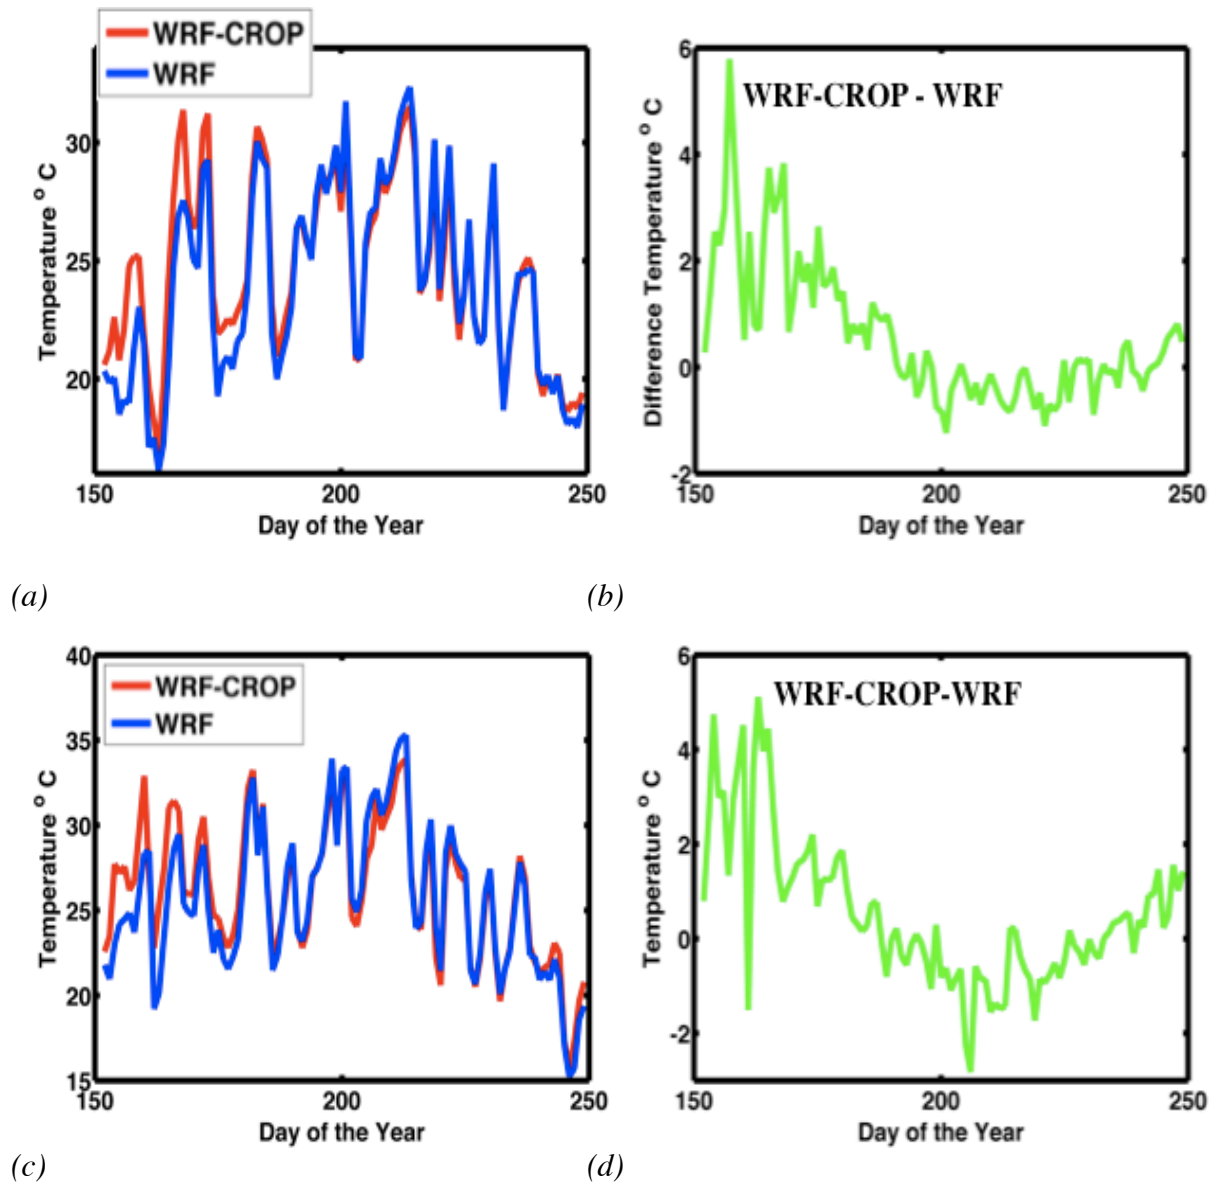 WRF-CROP
WRF
30
25
20
Temperature ° C
150
200
250
Day of the Year
(a)
WRF-CROP - WRF
6
4
2
0
-2
Difference Temperature ° C
150
200
250
Day of the Year
(b)
WRF-CROP
WRF
40
35
30
25
20
15
Temperature ° C
150
200
250
Day of the Year
(c)
WRF-CROP-WRF
6
4
2
0
-2
Temperature ° C
150
200
250
Day of the Year
(d)